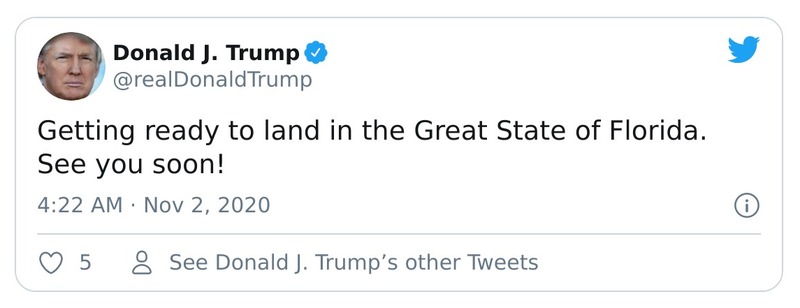 Donald J. Trump
@realDonaldTrump
Getting ready to land in the Great State of Florida.
See you soon!
4:22 AM · Nov 2, 2020
5 See Donald J. Trump’s other Tweets